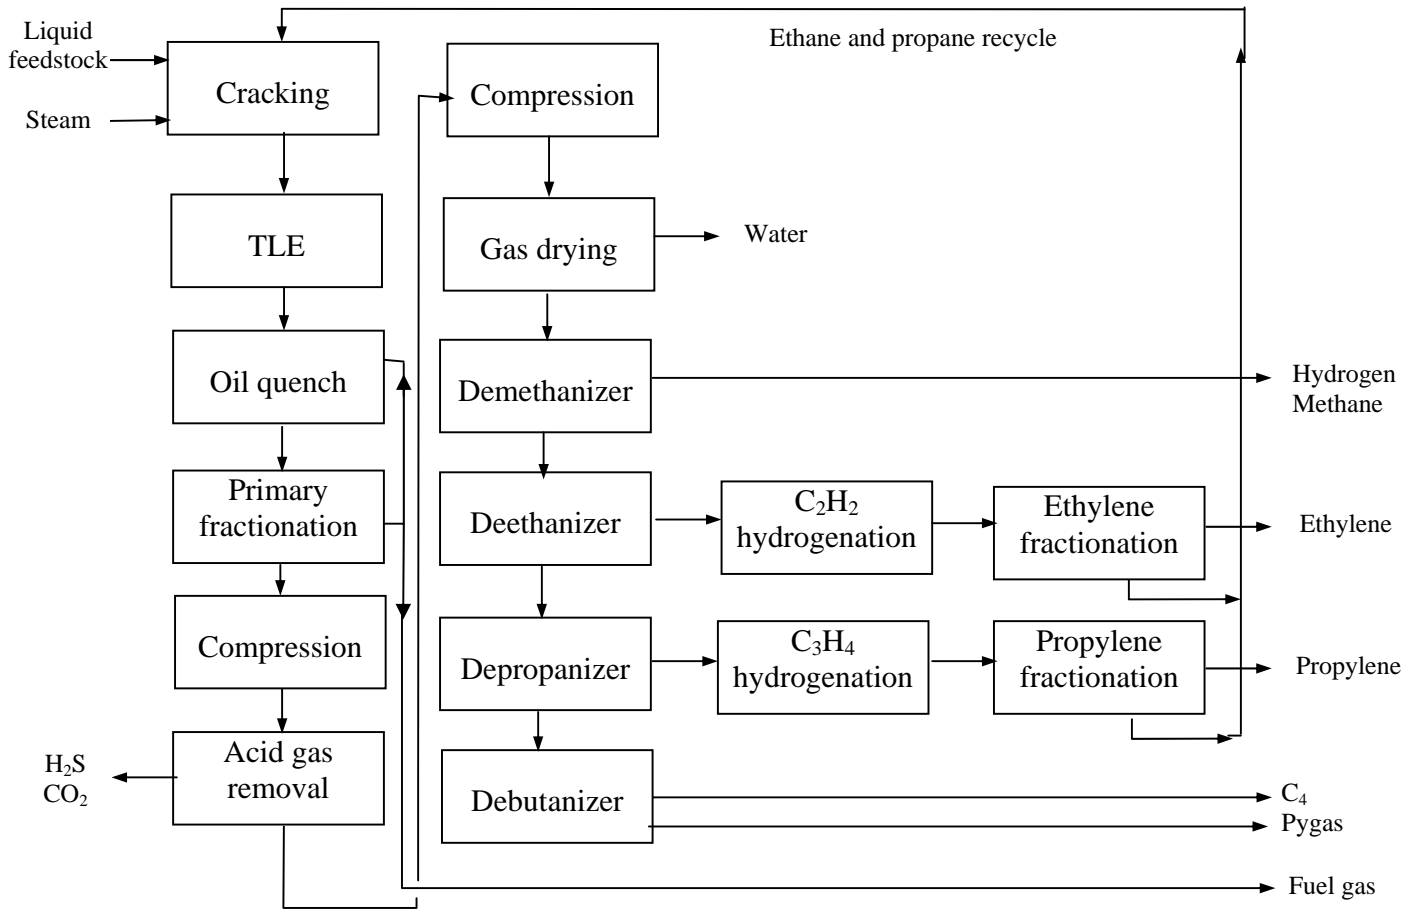 Liquid
feedstock
Steam
Cracking
TLE
Oil quench
Primary
fractionation
Compression
Acid gas
removal
H₂S
CO₂
Ethane and propane recycle
Compression
Gas drying
Water
Demethanizer
Hydrogen
Methane
Deethanizer
C₂H₂
hydrogenation
Ethylene
fractionation
Ethylene
Depropanizer
C₃H₄
hydrogenation
Propylene
fractionation
Propylene
Debutanizer
C₄
Pygas
Fuel gas